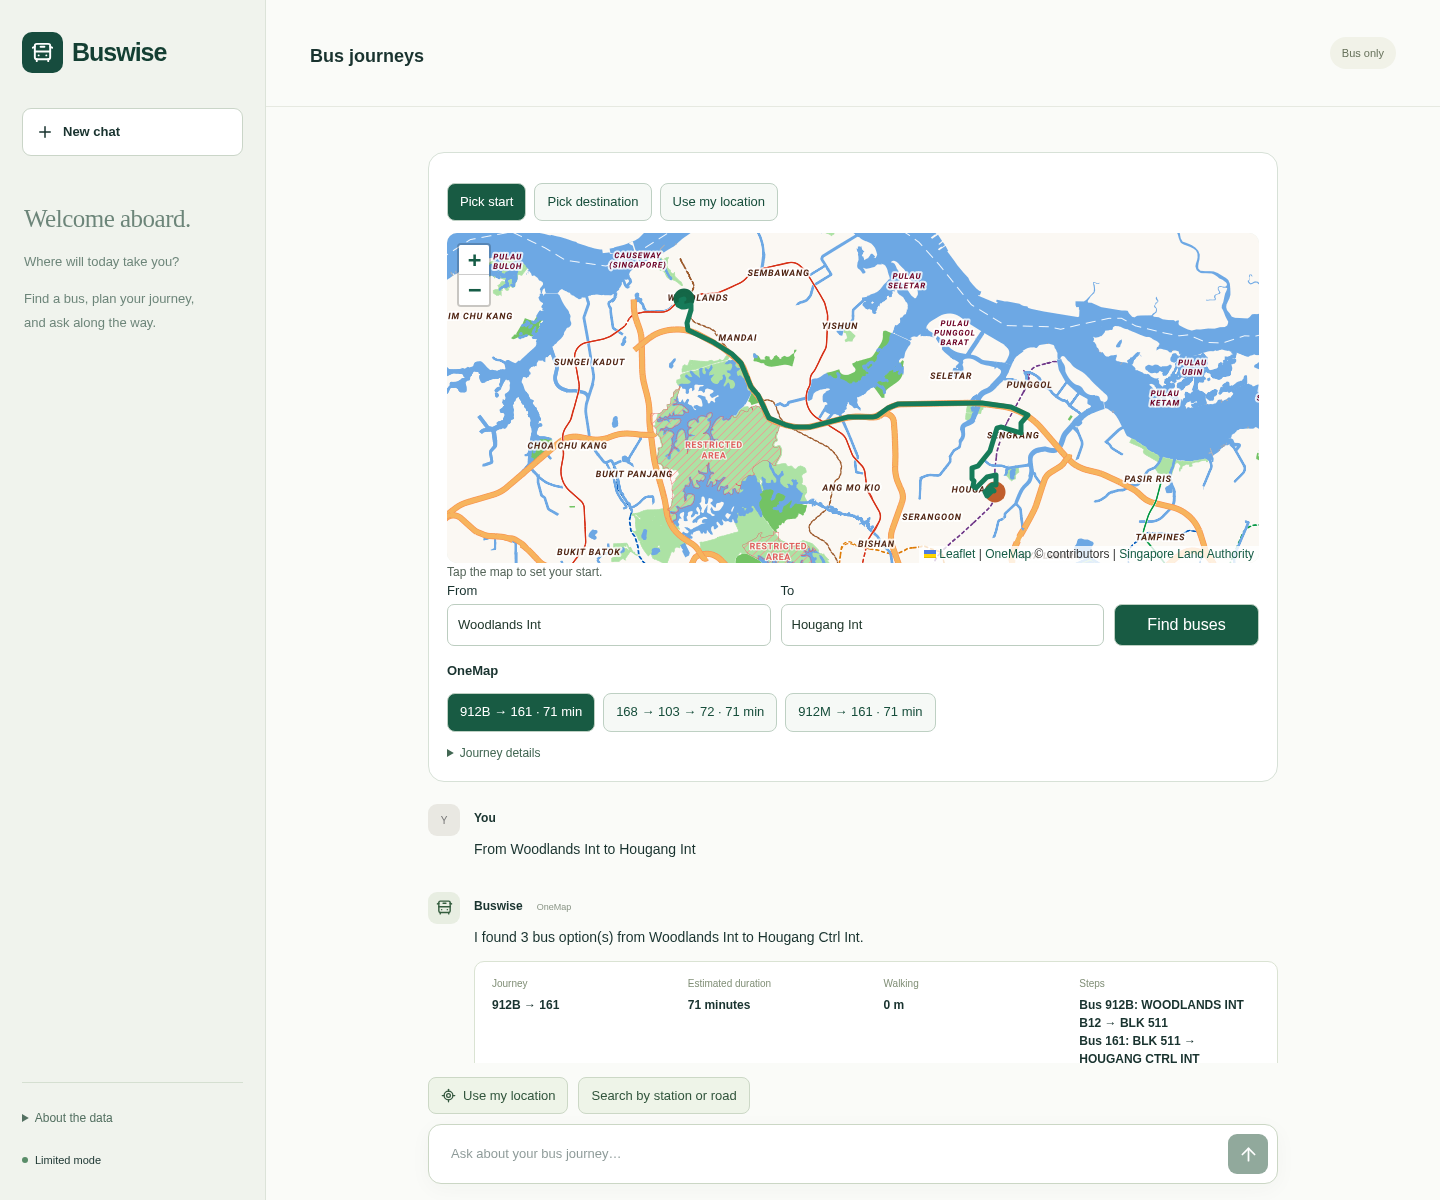 Buswise
New chat
Welcome aboard.
Where will today take you?
Find a bus, plan your journey,
and ask along the way.
About the data
Limited mode
Bus journeys
Bus only
Pick start
Pick destination
Use my location
+
−
PULAU
BULOH
CAUSEWAY
(SINGAPORE)
SEMBAWANG
PULAU
SELETAR
IM CHU KANG
YISHUN
MANDAI
PULAU
PUNGGOL
BARAT
SUNGEI KADUT
SELETAR
PUNGGOL
PULAU
UBIN
PULAU
KETAM
CHOA CHU KANG
RESTRICTED
AREA
SENGKANG
BUKIT PANJANG
ANG MO KIO
PASIR RIS
SERANGOON
BUKIT BATOK
RESTRICTED
AREA
BISHAN
TAMPINES
Leaflet | OneMap © contributors | Singapore Land Authority
Tap the map to set your start.
From
To
Woodlands Int
Hougang Int
Find buses
OneMap
912B → 161 · 71 min
168 → 103 → 72 · 71 min
912M → 161 · 71 min
Journey details
Y
You
From Woodlands Int to Hougang Int
Buswise OneMap
I found 3 bus option(s) from Woodlands Int to Hougang Ctrl Int.
Journey
912B → 161
Estimated duration
71 minutes
Walking
0 m
Steps
Bus 912B: WOODLANDS INT
B12 → BLK 511
Bus 161: BLK 511 →
HOUGANG CTRL INT
Use my location
Search by station or road
Ask about your bus journey…